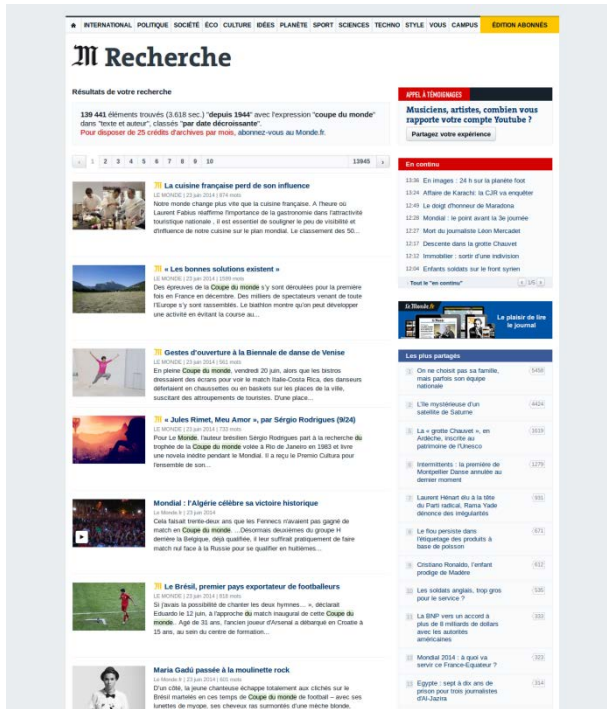 INTERNATIONAL POLITIQUE SOCIÉTÉ ÉCO CULTURE IDÉES PLANÈTE SPORT SCIENCES TECHNO STYLE VOUS CAMPUS ÉDITION ABONNÉS
M Recherche
Résultats de votre recherche
139 441 éléments trouvés (3.618 sec.) "depuis 1944" avec l'expression "coupe du monde"
dans "texte et auteur", classés "par date décroissante".
Pour disposer de 25 crédits d'archives par mois, abonnez-vous au Monde.fr.
1 2 3 4 5 6 7 8 9 10 13945
La cuisine française perd de son influence
LE MONDE | 23 juin 2014 | 974 mots
Notre monde change plus vite que la cuisine française. A l'heure où
Laurent Fabius réaffirme l'importance de la gastronomie dans l'attractivité
touristique nationale , il est essentiel de souligner le peu de visibilité et
d'influence de notre cuisine sur le plan mondial. Le classement des 50...
« Les bonnes solutions existent »
LE MONDE | 23 juin 2014 | 1599 mots
Des épreuves de la Coupe du monde s'y sont déroulées pour la première
fois en France en décembre. Des milliers de spectateurs venant de toute
l'Europe s'y sont rassemblés. Le biathlon montre qu'on peut développer
une activité en évitant la course au...
Gestes d'ouverture à la Biennale de danse de Venise
LE MONDE | 23 juin 2014 | 951 mots
En pleine Coupe du monde, vendredi 20 juin, alors que les bistros
dressaient des écrans pour voir le match Italie-Costa Rica, des danseurs
déferlaient en chaussettes ou en baskets sur les places de la ville,
suscitant des attroupements de touristes. D'une place...
« Jules Rimet, Meu Amor », par Sérgio Rodrigues (9/24)
LE MONDE | 23 juin 2014 | 733 mots
Pour Le Monde, l'auteur brésilien Sérgio Rodrigues part à la recherche du
trophée de la Coupe du monde volée à Rio de Janeiro en 1983 et livre
une novela inédite pendant le Mondial. Il a reçu le Premio Cultura pour
l'ensemble de son...
Mondial : l'Algérie célèbre sa victoire historique
Le Monde.fr | 23 juin 2014
Cela faisait trente-deux ans que les Fennecs n'avaient pas gagné de
match en Coupe du monde. ...Désormais deuxièmes du groupe H
derrière la Belgique, déjà qualifiée, il leur suffirait pratiquement de faire
match nul face à la Russie pour se qualifier en huitièmes...
Le Brésil, premier pays exportateur de footballeurs
LE MONDE | 23 juin 2014 | 818 mots
Si j'avais la possibilité de chanter les deux hymnes... », déclarait
Eduardo le 12 juin, à l'approche du match inaugural de cette Coupe du
monde.. Agé de 31 ans, l'ancien joueur d'Arsenal a débarqué en Croatie à
15 ans, au sein du centre de formation...
Maria Gadú passée à la moulinette rock
Le Monde.fr | 23 juin 2014 | 501 mots
D'un côté, la jeune chanteuse échappe totalement aux clichés sur le
Brésil martelés en ces temps de Coupe du monde de football – avec ses
lunettes de myope, ses cheveux ras surmontés d'une mèche blonde,
APPEL À TÉMOIGNAGES
Musiciens, artistes, combien vous
rapporte votre compte Youtube ?
Partagez votre expérience
En continu
13:36 En images : 24 h sur la planète foot
13:24 Affaire de Karachi: la CJR va enquêter
12:49 Le doigt d'honneur de Maradona
12:28 Mondial : le point avant la 3e journée
12:27 Mort du journaliste Léon Mercadet
12:17 Descente dans la grotte Chauvet
12:12 Immobilier : sortir d'une indivision
12:04 Enfants soldats sur le front syrien
Tout le "en continu" 1/5
Le Monde.fr
Le plaisir de lire
le journal
Les plus partagés
1 On ne choisit pas sa famille, 5458
mais parfois son équipe
nationale
2 L'île mystérieuse d'un 4424
satellite de Saturne
3 La « grotte Chauvet », en
Ardèche, inscrite au
patrimoine de l'Unesco
Intermittents : la première de 1279
Montpellier Danse annulée au
dernier moment
Laurent Hénart élu à la tête 931
du Parti radical, Rama Yade
dénonce des irrégularités
Le flou persiste dans 671
l'étiquetage des produits à
base de poisson
Cristiano Ronaldo, l'enfant 612
prodige de Madère
Les soldats anglais, trop gros 535
pour le service ?
La BNP vers un accord à
plus de 8 milliards de dollars
avec les autorités
américaines
Mondial 2014 : à quoi va 323
servir ce France-Equateur ?
Egypte : sept à dix ans de 314
prison pour trois journalistes
d'Al-Jazira